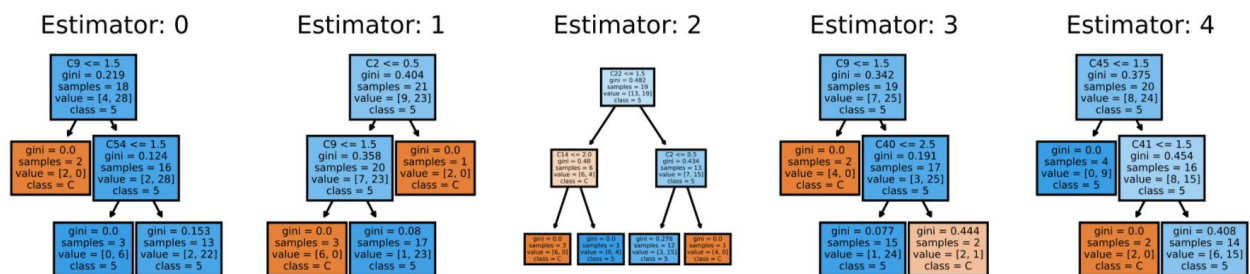 Estimator: 0
C9 <= 1.5
gini = 0.219
samples = 18
value = [4, 28]
class = 5
gini = 0.0
samples = 2
value = [2, 0]
class = C
C54 <= 1.5
gini = 0.124
samples = 16
value = [2, 28]
class = 5
gini = 0.0
samples = 3
value = [0, 6]
class = 5
gini = 0.153
samples = 13
value = [2, 22]
class = 5
Estimator: 1
C2 <= 0.5
gini = 0.404
samples = 21
value = [9, 23]
class = 5
C9 <= 1.5
gini = 0.358
samples = 20
value = [7, 23]
class = 5
gini = 0.0
samples = 1
value = [2, 0]
class = C
gini = 0.0
samples = 3
value = [6, 0]
class = C
gini = 0.08
samples = 17
value = [1, 23]
class = 5
Estimator: 2
C22 <= 1.5
gini = 0.482
samples = 19
value = [13, 19]
class = 5
C14 <= 2.0
gini = 0.48
samples = 6
value = [6, 4]
class = C
C2 <= 0.5
gini = 0.434
samples = 13
value = [7, 15]
class = 5
gini = 0.0
samples = 3
value = [6, 0]
class = C
gini = 0.0
samples = 3
value = [0, 4]
class = 5
gini = 0.278
samples = 12
value = [3, 15]
class = 5
gini = 0.0
samples = 1
value = [4, 0]
class = C
Estimator: 3
C9 <= 1.5
gini = 0.342
samples = 19
value = [7, 25]
class = 5
gini = 0.0
samples = 2
value = [4, 0]
class = C
C40 <= 2.5
gini = 0.191
samples = 17
value = [3, 25]
class = 5
gini = 0.077
samples = 15
value = [1, 24]
class = 5
gini = 0.444
samples = 2
value = [2, 1]
class = C
Estimator: 4
C45 <= 1.5
gini = 0.375
samples = 20
value = [8, 24]
class = 5
gini = 0.0
samples = 4
value = [0, 9]
class = 5
C41 <= 1.5
gini = 0.454
samples = 16
value = [8, 15]
class = 5
gini = 0.0
samples = 2
value = [2, 0]
class = C
gini = 0.408
samples = 14
value = [6, 15]
class = 5